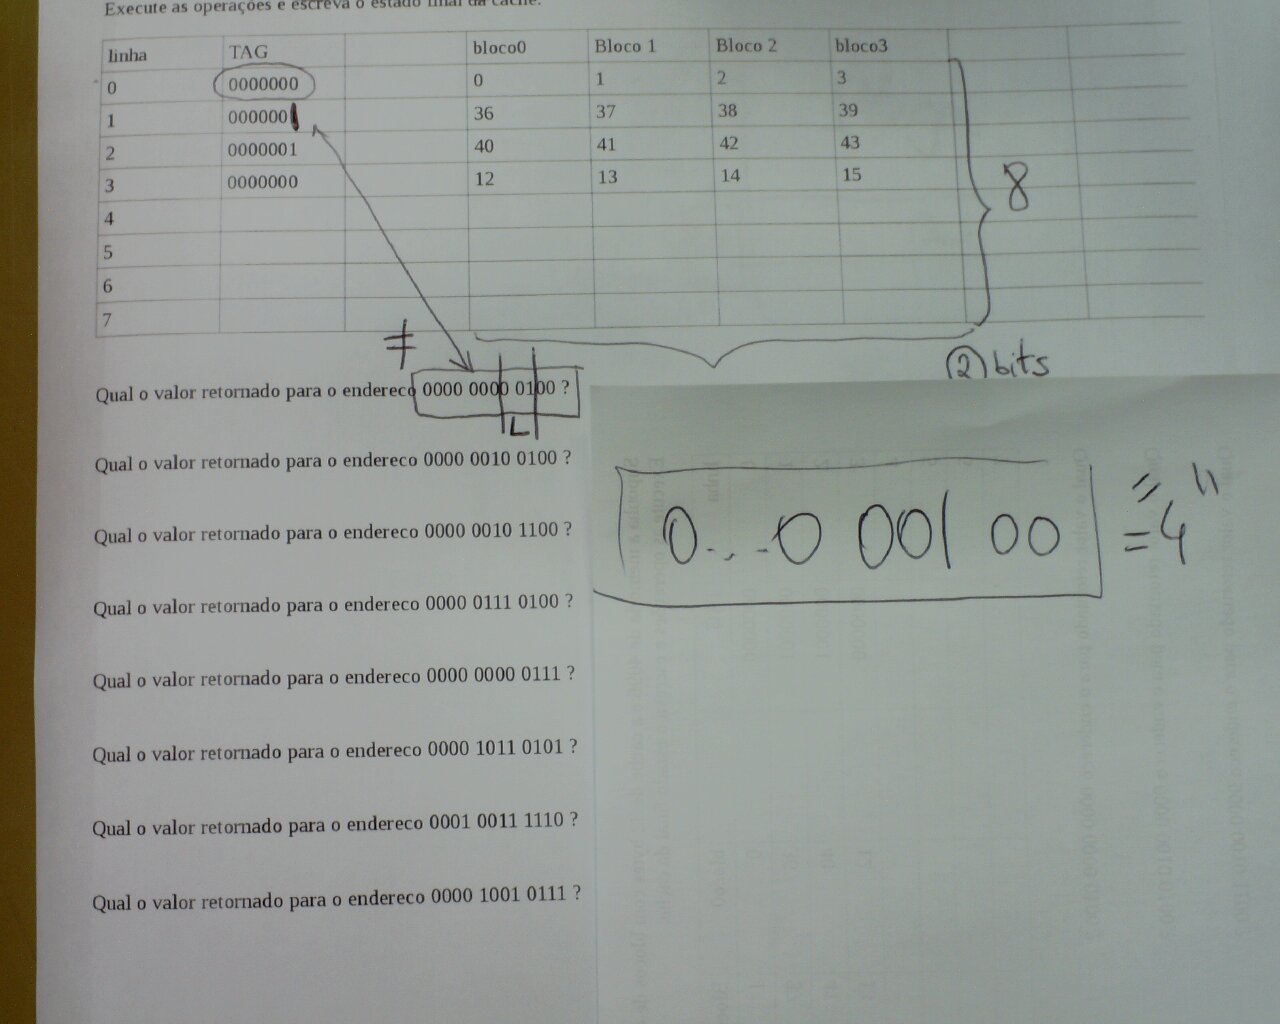 Execute as operações e escreva o estado final da cache.
linha TAG bloco0 Bloco 1 Bloco 2 bloco3
0 0000000 0 1 2 3
1 0000001 36 37 38 39
2 0000001 40 41 42 43
3 0000000 12 13 14 15
4
5
6
7
8
≠
2 bits
Qual o valor retornado para o endereco 0000 0000 0100 ?
L
Qual o valor retornado para o endereco 0000 0010 0100 ?
Qual o valor retornado para o endereco 0000 0010 1100 ?
0...0 001 00 = 4
Qual o valor retornado para o endereco 0000 0111 0100 ?
Qual o valor retornado para o endereco 0000 0000 0111 ?
Qual o valor retornado para o endereco 0000 1011 0101 ?
Qual o valor retornado para o endereco 0001 0011 1110 ?
Qual o valor retornado para o endereco 0000 1001 0111 ?